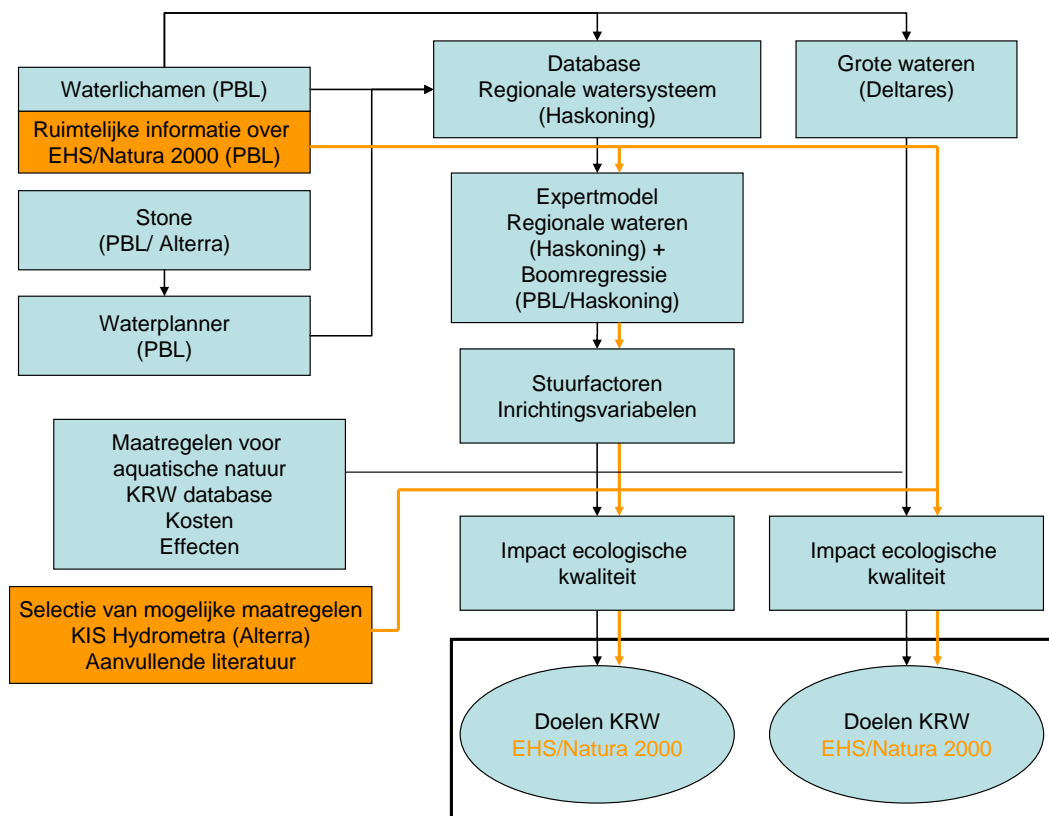 Waterlichamen (PBL)
Ruimtelijke informatie over
EHS/Natura 2000 (PBL)
Database
Regionale watersysteem
(Haskoning)
Grote wateren
(Deltares)
Stone
(PBL/ Alterra)
Waterplanner
(PBL)
Expertmodel
Regionale wateren
(Haskoning) +
Boomregressie
(PBL/Haskoning)
Stuurfactoren
Inrichtingsvariabelen
Maatregelen voor
aquatische natuur
KRW database
Kosten
Effecten
Selectie van mogelijke maatregelen
KIS Hydrometra (Alterra)
Aanvullende literatuur
Impact ecologische
kwaliteit
Impact ecologische
kwaliteit
Doelen KRW
EHS/Natura 2000
Doelen KRW
EHS/Natura 2000